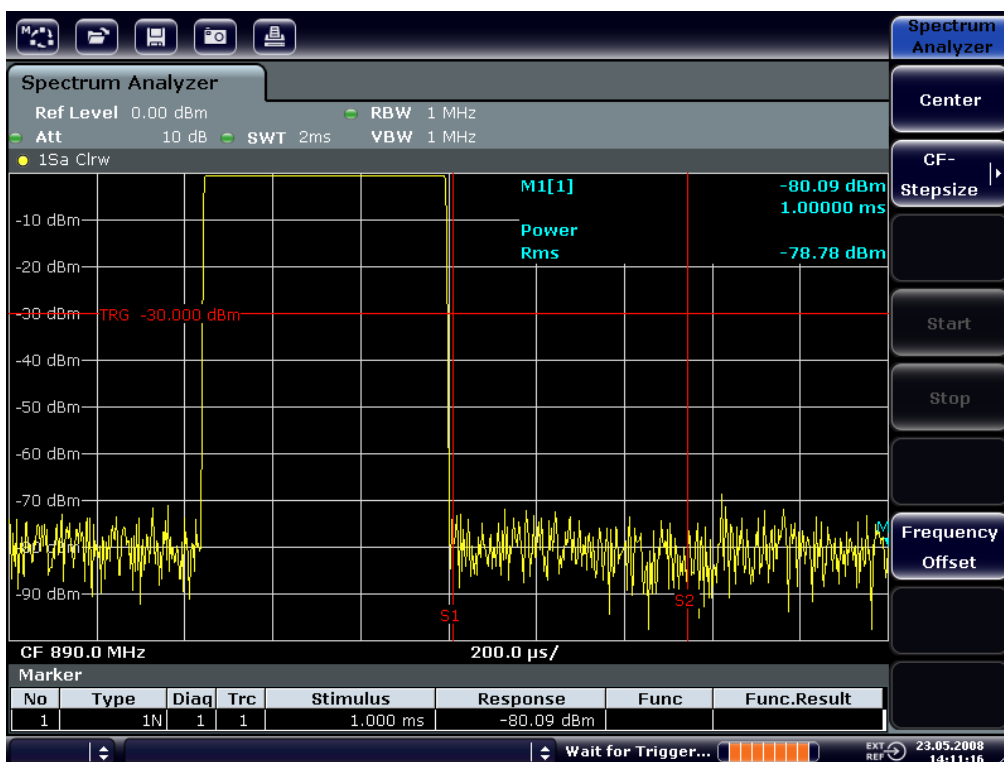 Spectrum
Analyzer
Spectrum Analyzer
Ref Level 0.00 dBm RBW 1 MHz
Att 10 dB SWT 2ms VBW 1 MHz
1Sa Clrw
M1[1] -80.09 dBm
1.00000 ms
Power
Rms -78.78 dBm
-10 dBm
-20 dBm
-30 dBm TRG -30.000 dBm
-40 dBm
-50 dBm
-60 dBm
-70 dBm
-80 dBm
-90 dBm
S1
S2
CF 890.0 MHz 200.0 µs/
Marker
No Type Diag Trc Stimulus Response Func Func.Result
1 1N 1 1 1.000 ms -80.09 dBm
Wait for Trigger... EXT REF 23.05.2008
14:11:16
Center
CF-
Stepsize
Start
Stop
Frequency
Offset